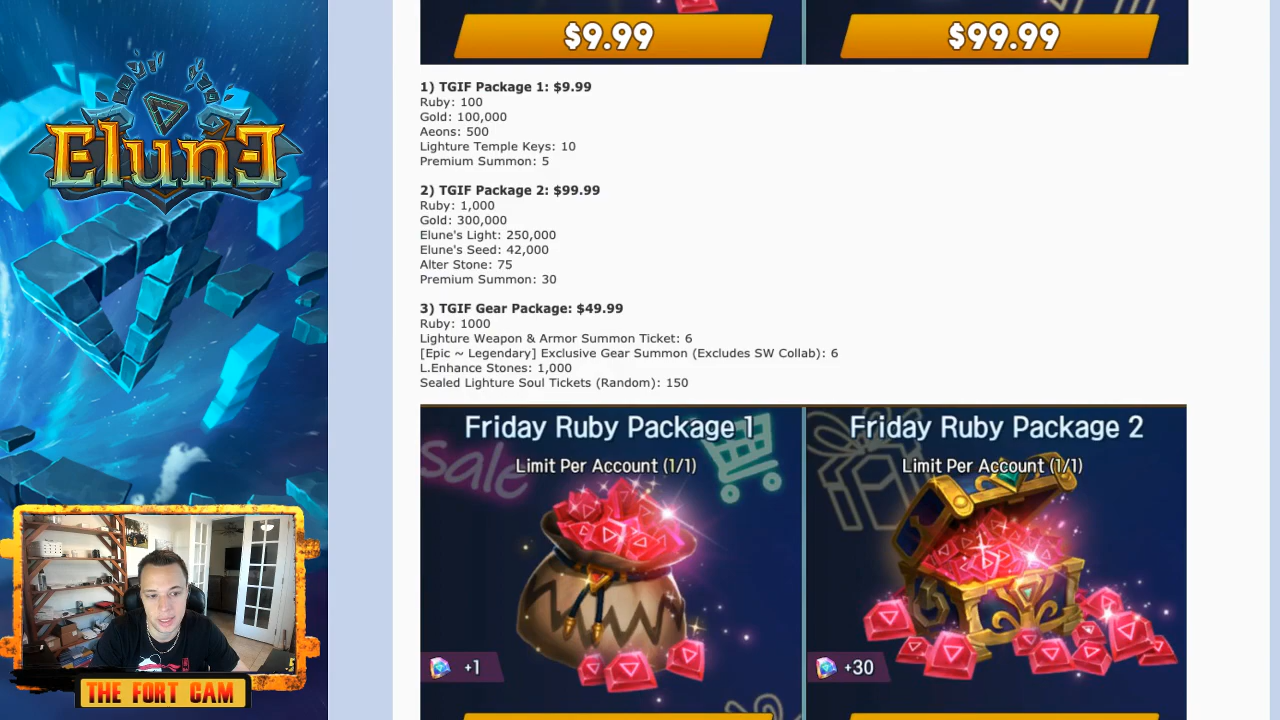 $9.99
$99.99
1) TGIF Package 1: $9.99
Ruby: 100
Gold: 100,000
Aeons: 500
Lighture Temple Keys: 10
Premium Summon: 5
2) TGIF Package 2: $99.99
Ruby: 1,000
Gold: 300,000
Elune's Light: 250,000
Elune's Seed: 42,000
Alter Stone: 75
Premium Summon: 30
3) TGIF Gear Package: $49.99
Ruby: 1000
Lighture Weapon & Armor Summon Ticket: 6
[Epic ~ Legendary] Exclusive Gear Summon (Excludes SW Collab): 6
L.Enhance Stones: 1,000
Sealed Lighture Soul Tickets (Random): 150
Friday Ruby Package 1
Limit Per Account (1/1)
Sale
+1
Friday Ruby Package 2
Limit Per Account (1/1)
+30
Elune
THE FORT CAM